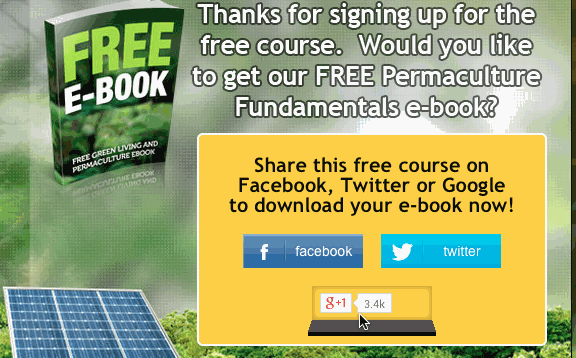 FREE
E-BOOK
FREE GREEN LIVING AND
PERMACULTURE EBOOK
Thanks for signing up for the
free course. Would you like
to get our FREE Permaculture
Fundamentals e-book?
Share this free course on
Facebook, Twitter or Google
to download your e-book now!
f facebook
twitter
g+1 3.4k